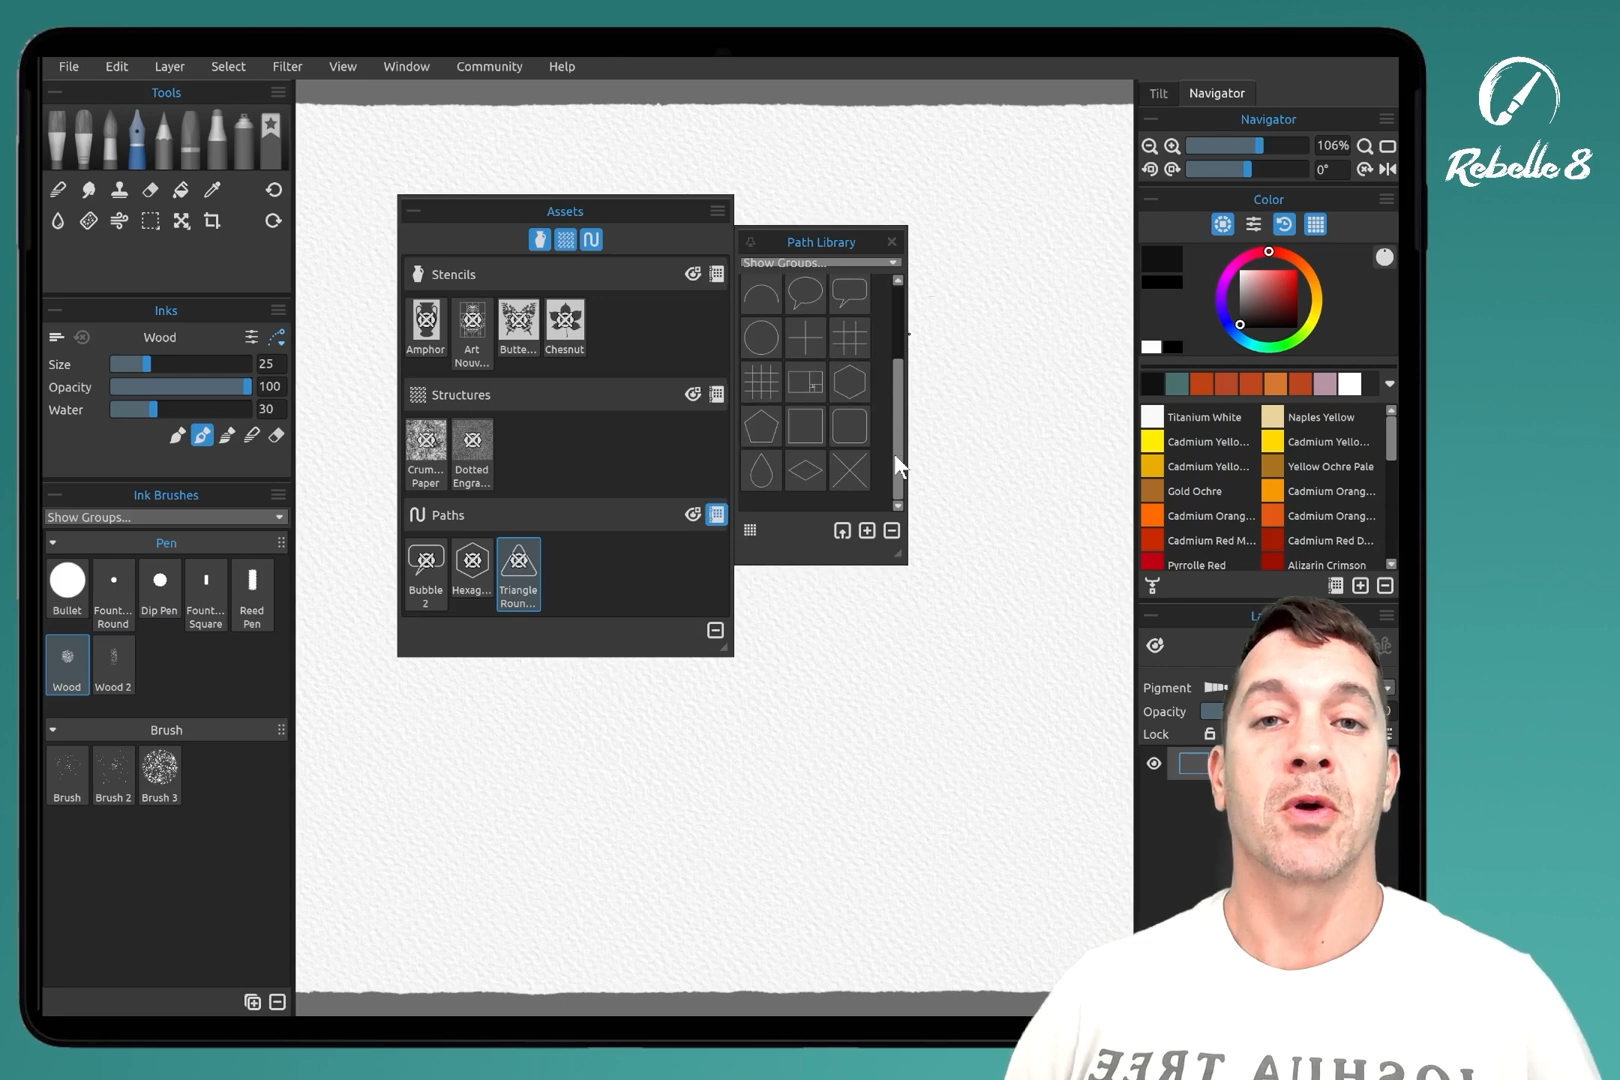 File Edit Layer Select Filter View Window Community Help
Rebelle 8
Tools
Inks
Wood
Size 25
Opacity 100
Water 30
Ink Brushes
Show Groups...
Pen
Bullet
Fount... Round
Dip Pen
Fount... Square
Reed Pen
Wood
Wood 2
Brush
Brush
Brush 2
Brush 3
Assets
Stencils
Amphor
Art Nouv...
Butte...
Chesnut
Structures
Crum... Paper
Dotted Engra...
Paths
Bubble 2
Hexag...
Triangle Roun...
Path Library
Show Groups...
Tilt Navigator
Navigator
106%
0°
Color
Titanium White Naples Yellow
Cadmium Yello... Cadmium Yello...
Cadmium Yello... Yellow Ochre Pale
Gold Ochre Cadmium Orang...
Cadmium Orang... Cadmium Orang...
Cadmium Red M... Cadmium Red D...
Pyrrolle Red Alizarin Crimson
Pigment
Opacity
Lock
JOSHUA TREE